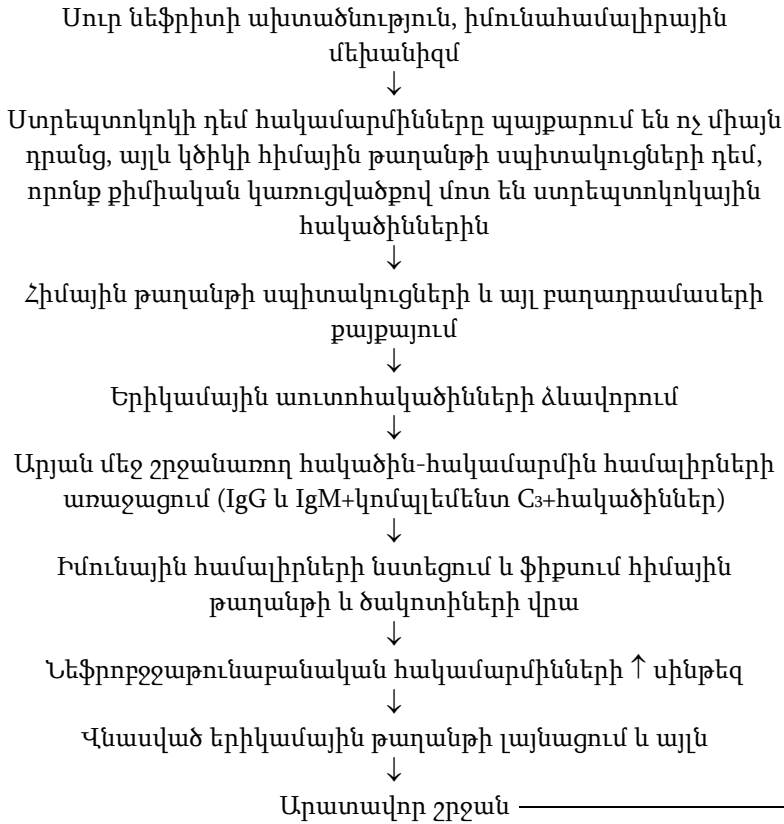 Սուր նեֆրիտի ախտածնություն, իմունահամալիրային
մեխանիզմ
↓
Ստրեպտոկոկի դեմ հակամարմինները պայքարում են ոչ միայն
դրանց, այլև կծիկի հիմային թաղանթի սպիտակուցների դեմ,
որոնք քիմիական կառուցվածքով մոտ են ստրեպտոկոկային
հակածիններին
↓
Հիմային թաղանթի սպիտակուցների և այլ բաղադրամասերի
քայքայում
↓
Երիկամային աուտոհակածինների ձևավորում
↓
Արյան մեջ շրջանառող հակածին-հակամարմին համալիրների
առաջացում (IgG և IgM+կոմպլեմենտ C₃+հակածիններ)
↓
Իմունային համալիրների նստեցում և ֆիքսում հիմային
թաղանթի և ծակոտիների վրա
↓
Նեֆրոբջջաթունաբանական հակամարմինների ↑ սինթեզ
↓
Վնասված երիկամային թաղանթի լայնացում և այլն
↓
Արատավոր շրջան